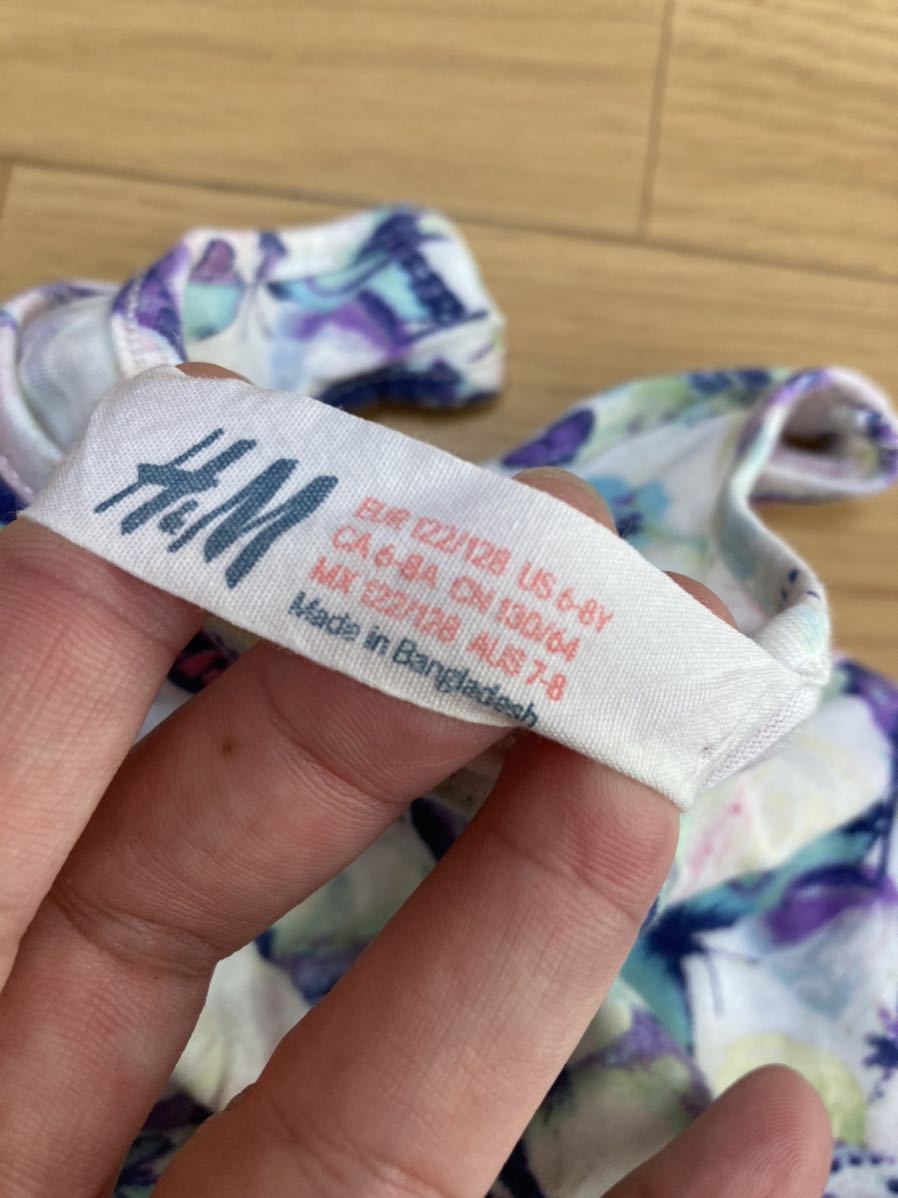 H&M
EUR 122/128 US 6-8Y
CA 6-8A CN 130/64
MX 122/128 AUS 7-8
Made in Bangladesh